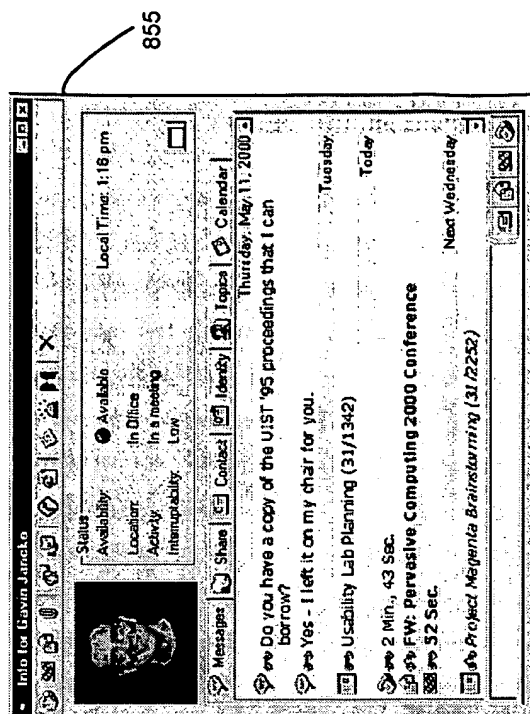 Info for Gavin Jancke
Status
Availability: Available Local Time: 1:16 pm
Location: In Office
Activity: In a meeting
Interruptability: Low
Messages Share Contact Identity Topics Calendar
Thursday, May 11, 2000
Do you have a copy of the UIST '95 proceedings that I can
borrow?
Yes - I left it on my chair for you.
Tuesday
Usability Lab Planning (31/1342)
Today
2 Min., 43 Sec.
FW: Pervasive Computing 2000 Conference
32 Sec.
Next Wednesday
Project Magenta Brainstorming (31/2252)
855